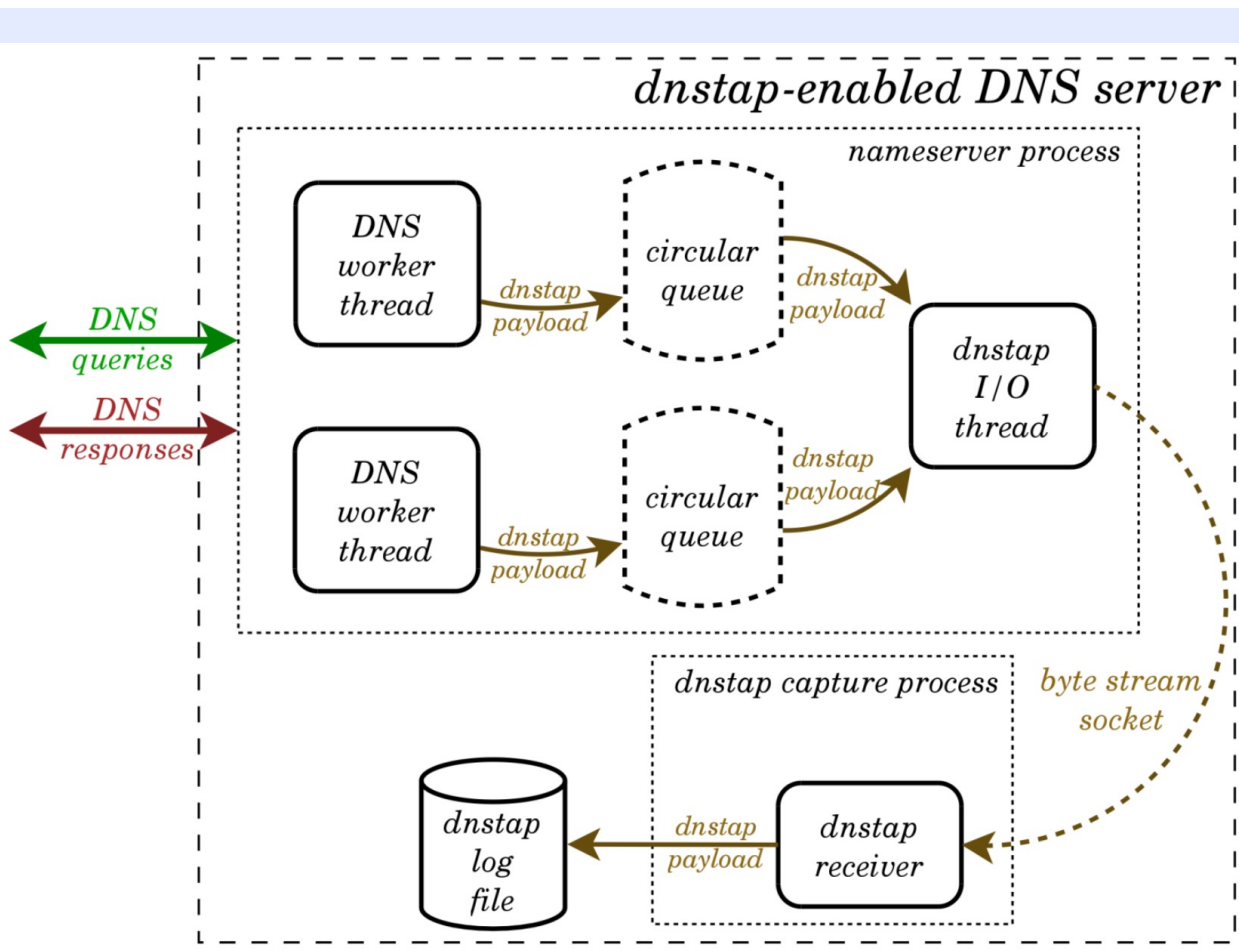 dnstap-enabled DNS server
nameserver process
DNS
worker
thread
dnstap
payload
circular
queue
dnstap
payload
DNS
queries
dnstap
I/O
thread
DNS
responses
DNS
worker
thread
dnstap
payload
circular
queue
dnstap
payload
dnstap capture process
byte stream
socket
dnstap
log
file
dnstap
payload
dnstap
receiver